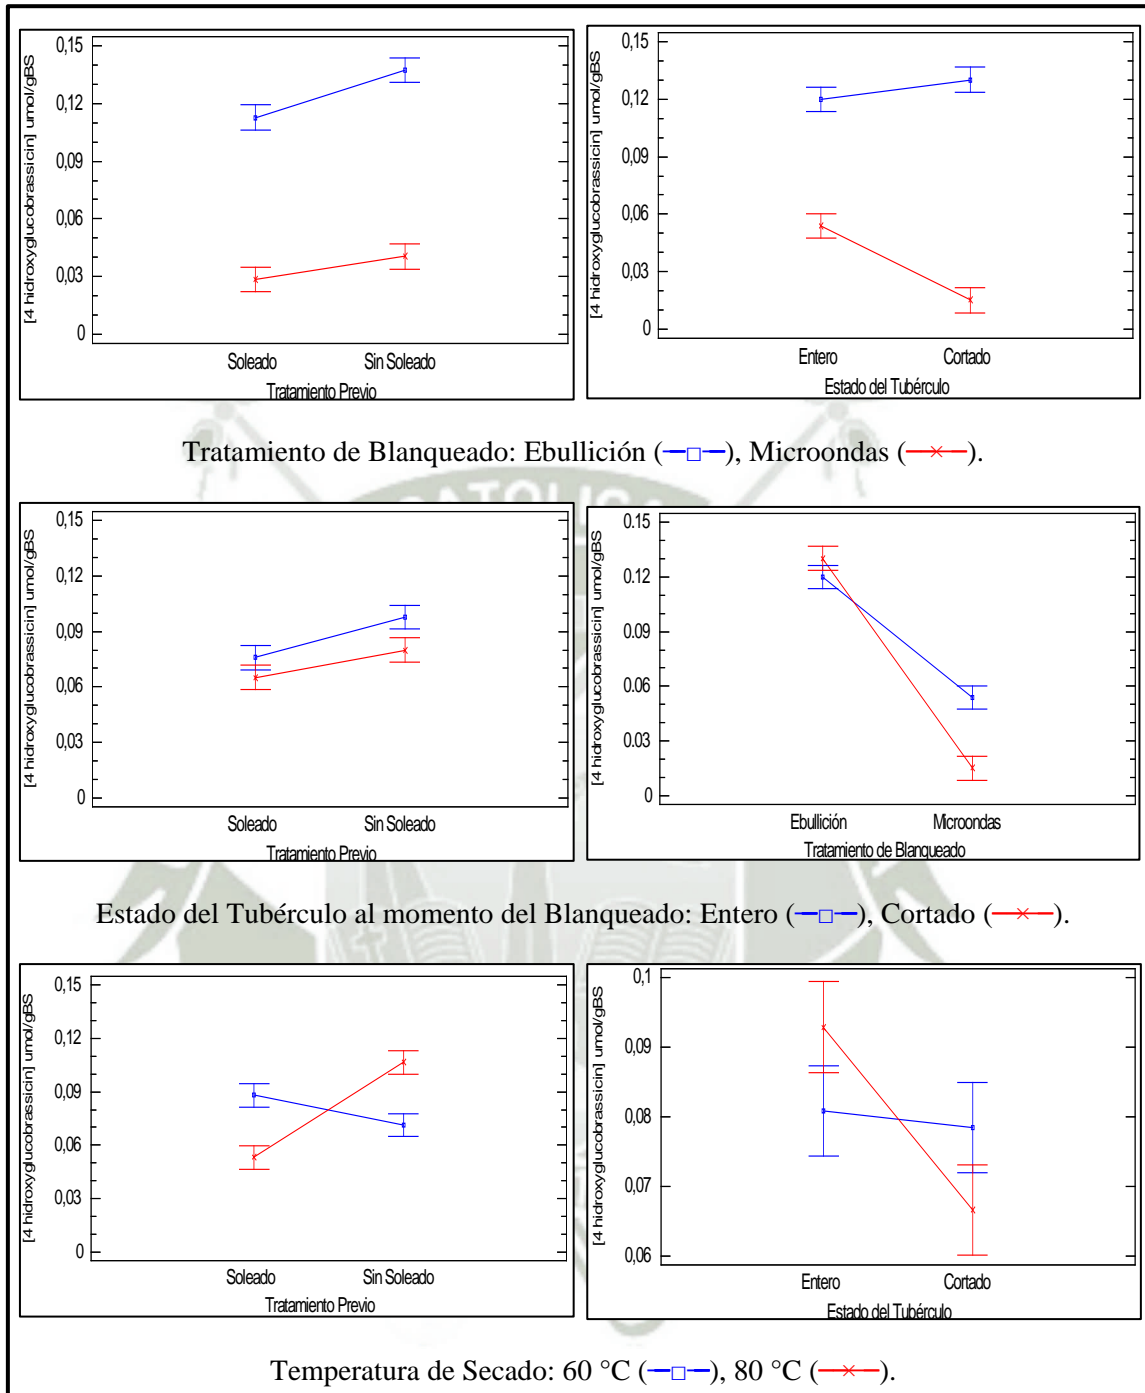 [4 hidroxyglucobrassicin] umol/gBS
0,15
0,12
0,09
0,06
0,03
0
Soleado Sin Soleado
Tratamiento Previo
[4 hidroxyglucobrassicin] umol/gBS
0,15
0,12
0,09
0,06
0,03
0
Entero Cortado
Estado del Tubérculo
Tratamiento de Blanqueado: Ebullición (), Microondas ().
CATOLICA
[4 hidroxyglucobrassicin] umol/gBS
0,15
0,12
0,09
0,06
0,03
0
Soleado Sin Soleado
Tratamiento Previo
[4 hidroxyglucobrassicin] umol/gBS
0.15
0.12
0.09
0.06
0.03
0
Ebullición Microondas
Tratamiento de Blanqueado
Estado del Tubérculo al momento del Blanqueado: Entero (), Cortado ().
[4 hidroxyglucobrassicin] umol/gBS
0,15
0,12
0,09
0,06
0,03
0
Soleado Sin Soleado
Tratamiento Previo
[4 hidroxyglucobrassicin] umol/gBS
0,1
0,09
0,08
0,07
0,06
Entero Cortado
Estado del Tubérculo
Temperatura de Secado: 60 °C (), 80 °C ().